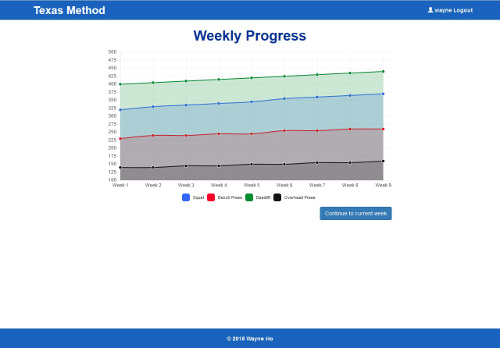 Texas Method
wayne Logout
Weekly Progress
500
475
450
425
400
375
350
325
300
275
250
225
200
175
150
125
100
Week 1 Week 2 Week 3 Week 4 Week 5 Week 6 Week 7 Week 8 Week 9
Squat Bench Press Deadlift Overhead Press
Continue to current week
© 2015 Wayne Ho